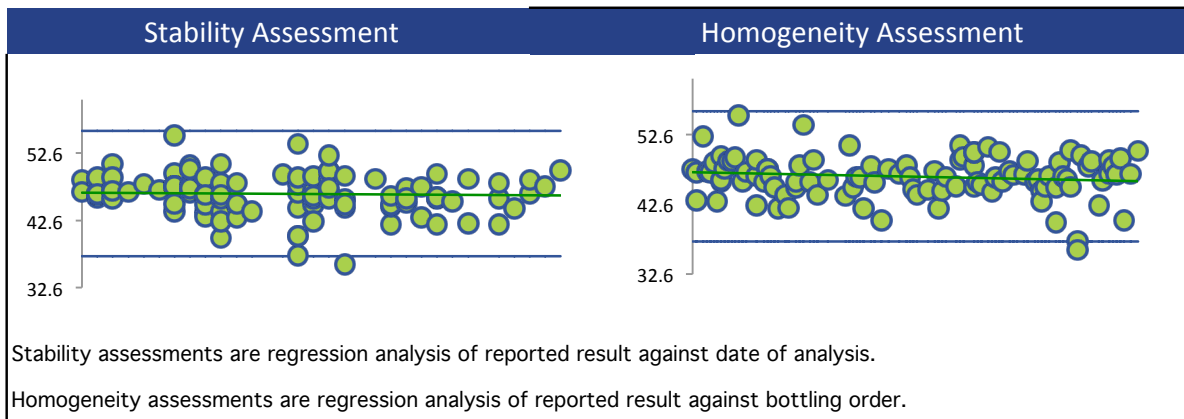 Stability Assessment
Homogeneity Assessment
52.6
42.6
32.6
52.6
42.6
32.6
Stability assessments are regression analysis of reported result against date of analysis.
Homogeneity assessments are regression analysis of reported result against bottling order.